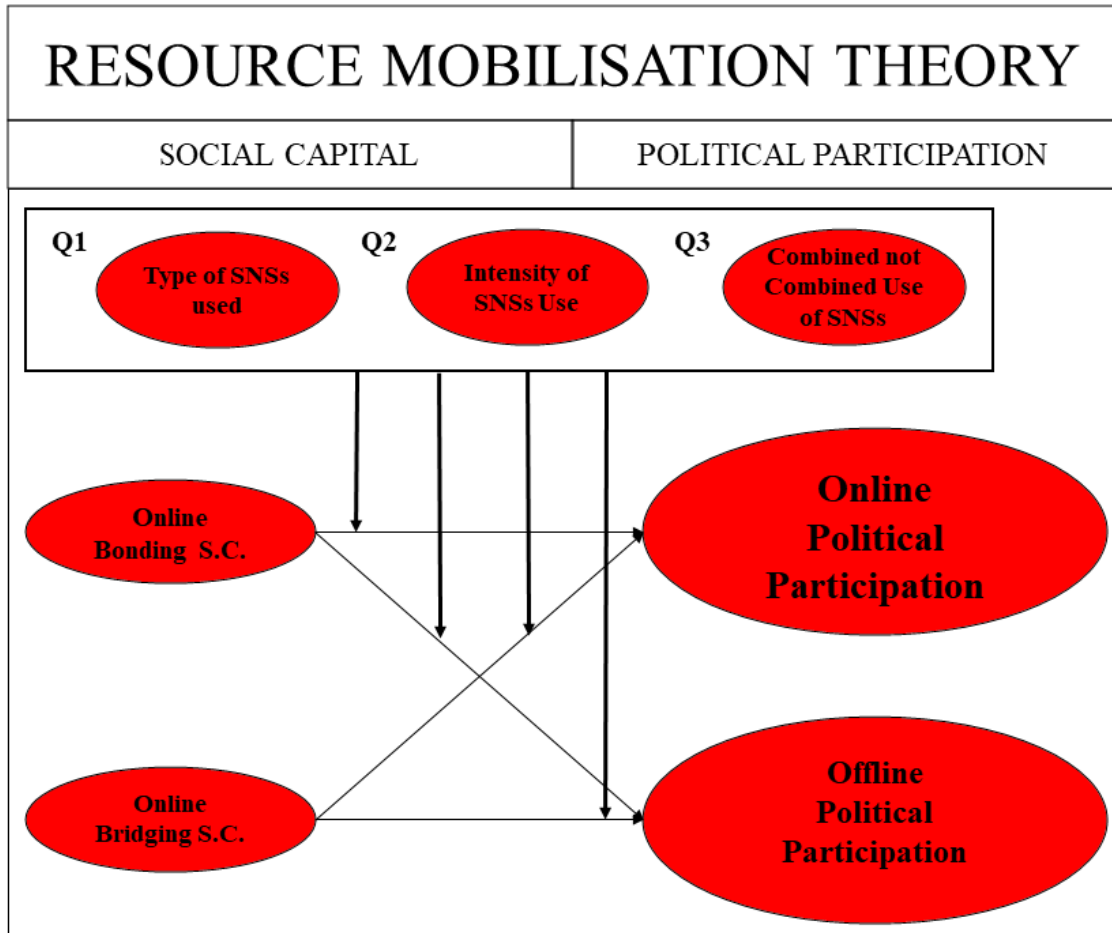 RESOURCE MOBILISATION THEORY
SOCIAL CAPITAL
POLITICAL PARTICIPATION
Q1
Type of SNSs
used
Q2
Intensity of
SNSs Use
Q3
Combined not
Combined Use
of SNSs
Online
Bonding S.C.
Online
Political
Participation
Online
Bridging S.C.
Offline
Political
Participation